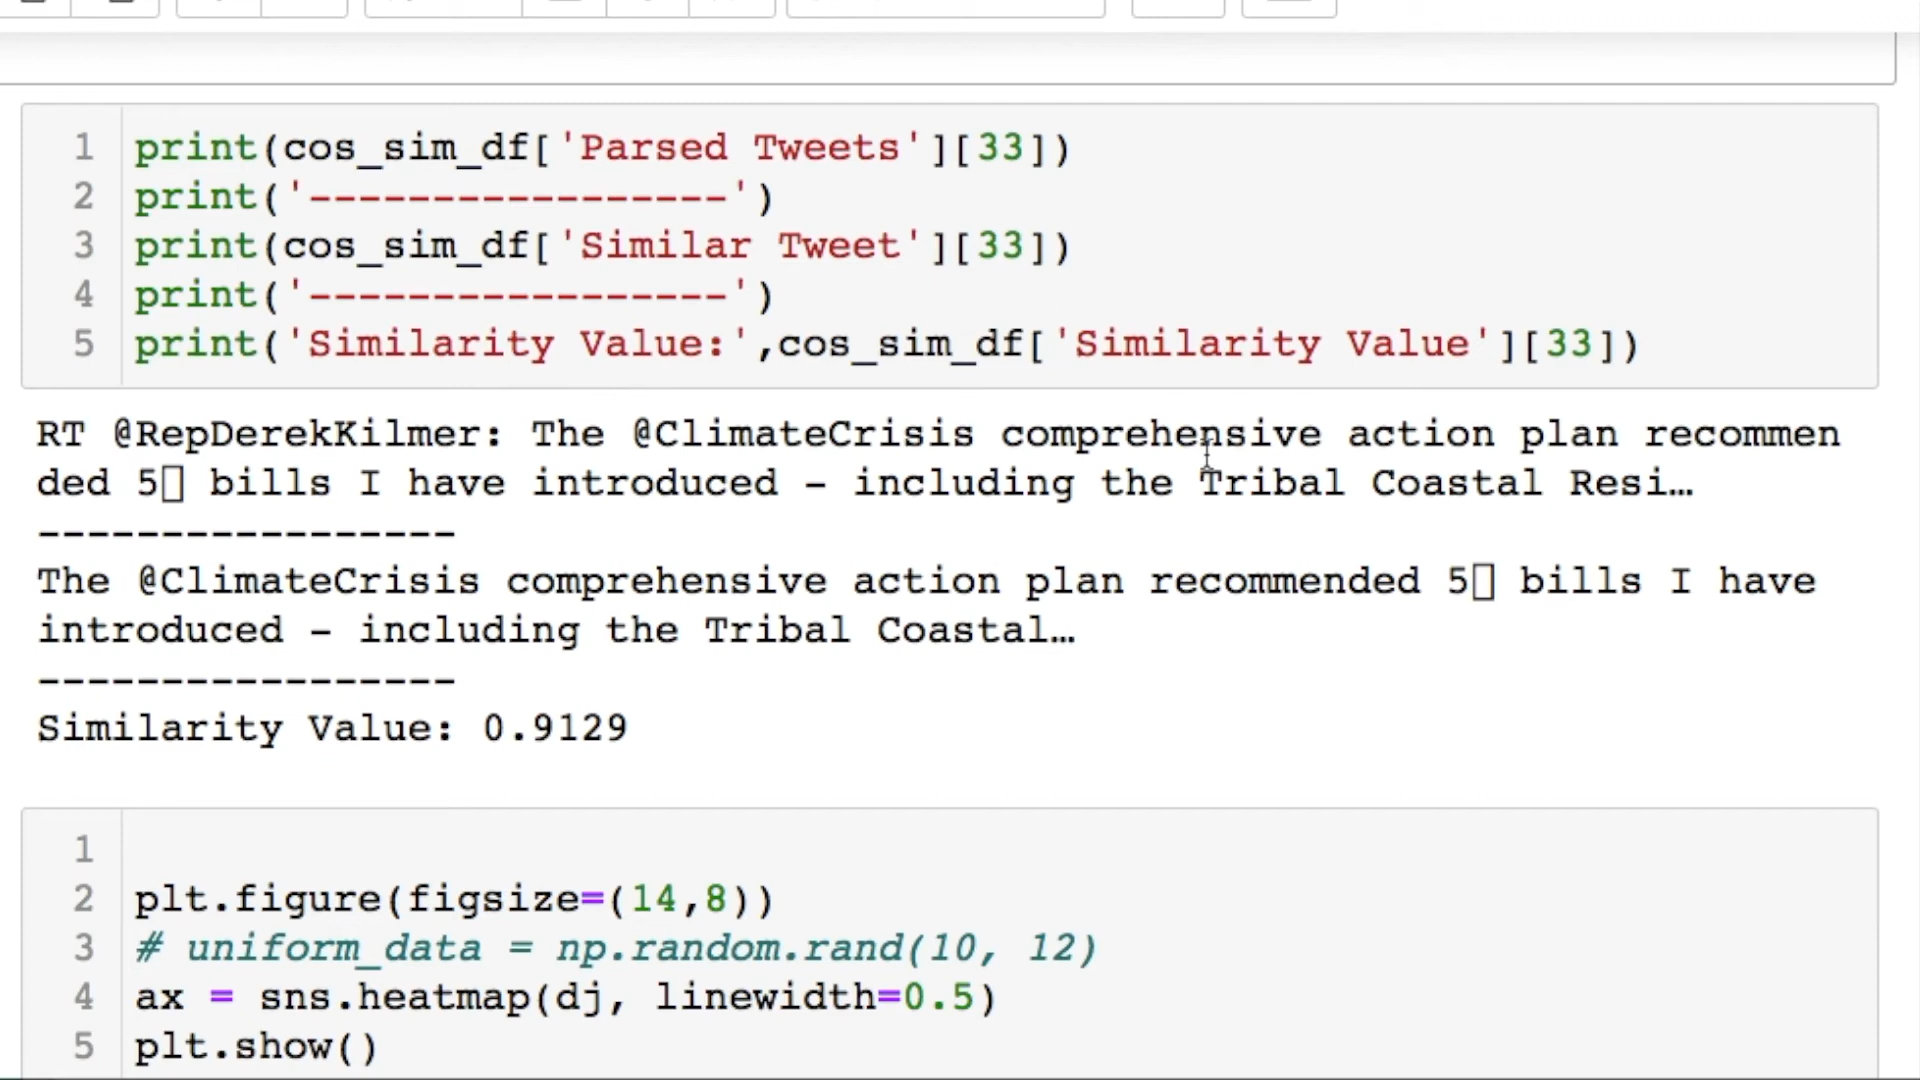 1 print(cos_sim_df['Parsed Tweets'][33])
2 print('-----------------')
3 print(cos_sim_df['Similar Tweet'][33])
4 print('-----------------')
5 print('Similarity Value:',cos_sim_df['Similarity Value'][33])
RT @RepDerekKilmer: The @ClimateCrisis comprehensive action plan recommen
ded 5▯ bills I have introduced – including the Tribal Coastal Resi…
-----------------
The @ClimateCrisis comprehensive action plan recommended 5▯ bills I have
introduced – including the Tribal Coastal…
-----------------
Similarity Value: 0.9129
1
2 plt.figure(figsize=(14,8))
3 # uniform_data = np.random.rand(10, 12)
4 ax = sns.heatmap(dj, linewidth=0.5)
5 plt.show()